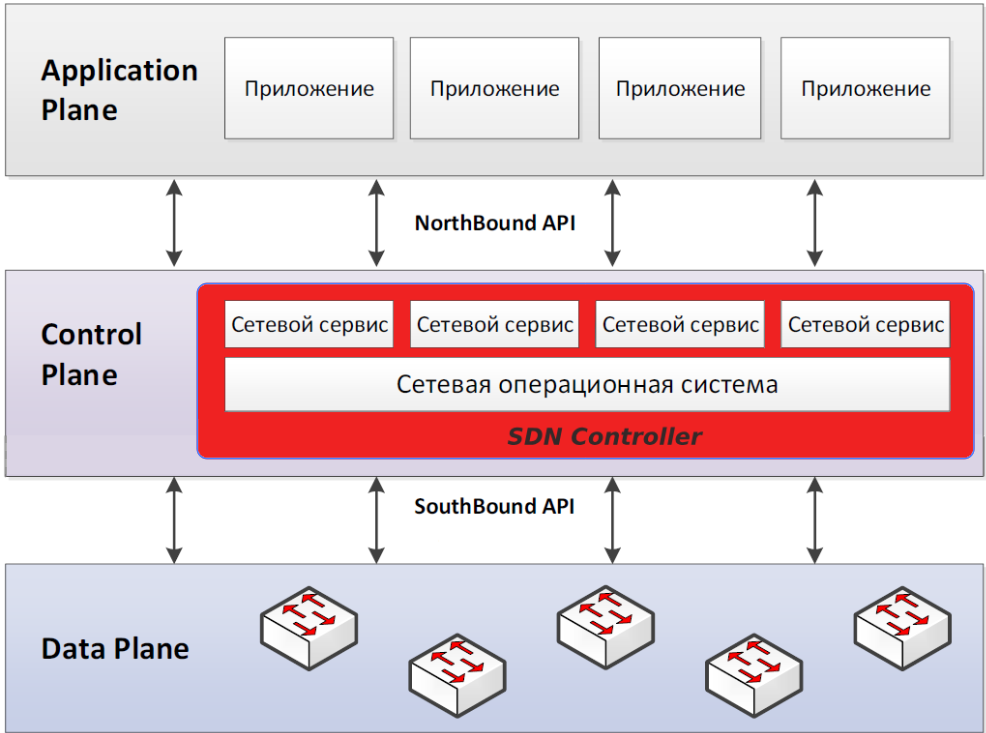 Application
Plane
Приложение
Приложение
Приложение
Приложение
NorthBound API
Control
Plane
Сетевой сервис
Сетевой сервис
Сетевой сервис
Сетевой сервис
Сетевая операционная система
SDN Controller
SouthBound API
Data Plane